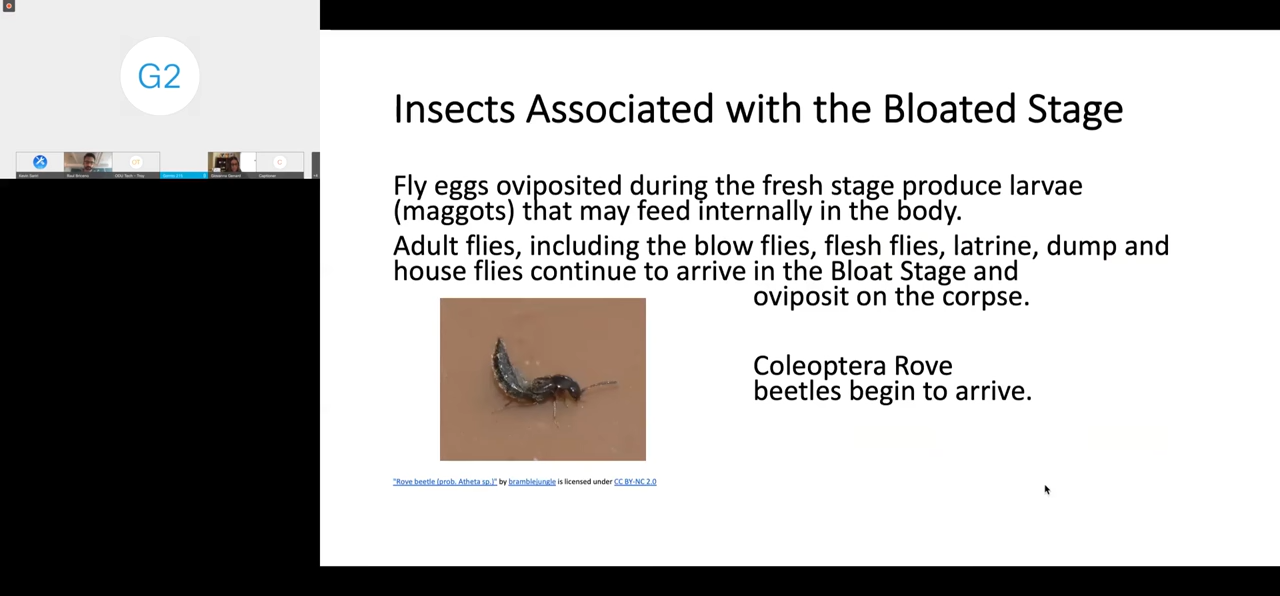 G2
Insects Associated with the Bloated Stage
Fly eggs oviposited during the fresh stage produce larvae
(maggots) that may feed internally in the body.
Adult flies, including the blow flies, flesh flies, latrine, dump and
house flies continue to arrive in the Bloat Stage and
oviposit on the corpse.
Coleoptera Rove
beetles begin to arrive.
"Rove beetle (prob. Atheta sp.)" by bramblejungle is licensed under CC BY-NC 2.0